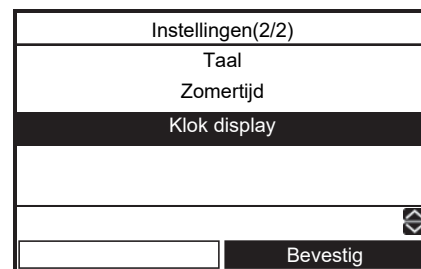 Instellingen(2/2)
Taal
Zomertijd
Klok display
Bevestig